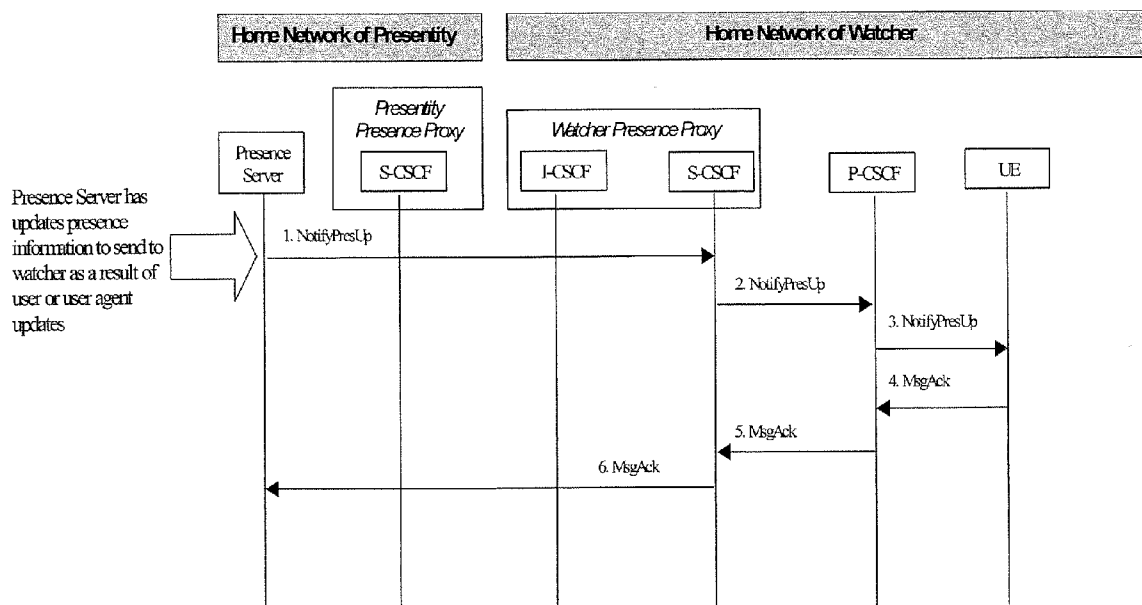 Home Network of Presentity
Home Network of Watcher
Presentity
Presence Proxy
Watcher Presence Proxy
Presence
Server
S-CSCF
I-CSCF
S-CSCF
P-CSCF
UE
Presence Server has
updates presence
information to send to
watcher as a result of
user or user agent
updates
1. NotifyPresUp
2. NotifyPresUp
3. NotifyPresUp
4. MsgAck
5. MsgAck
6. MsgAck